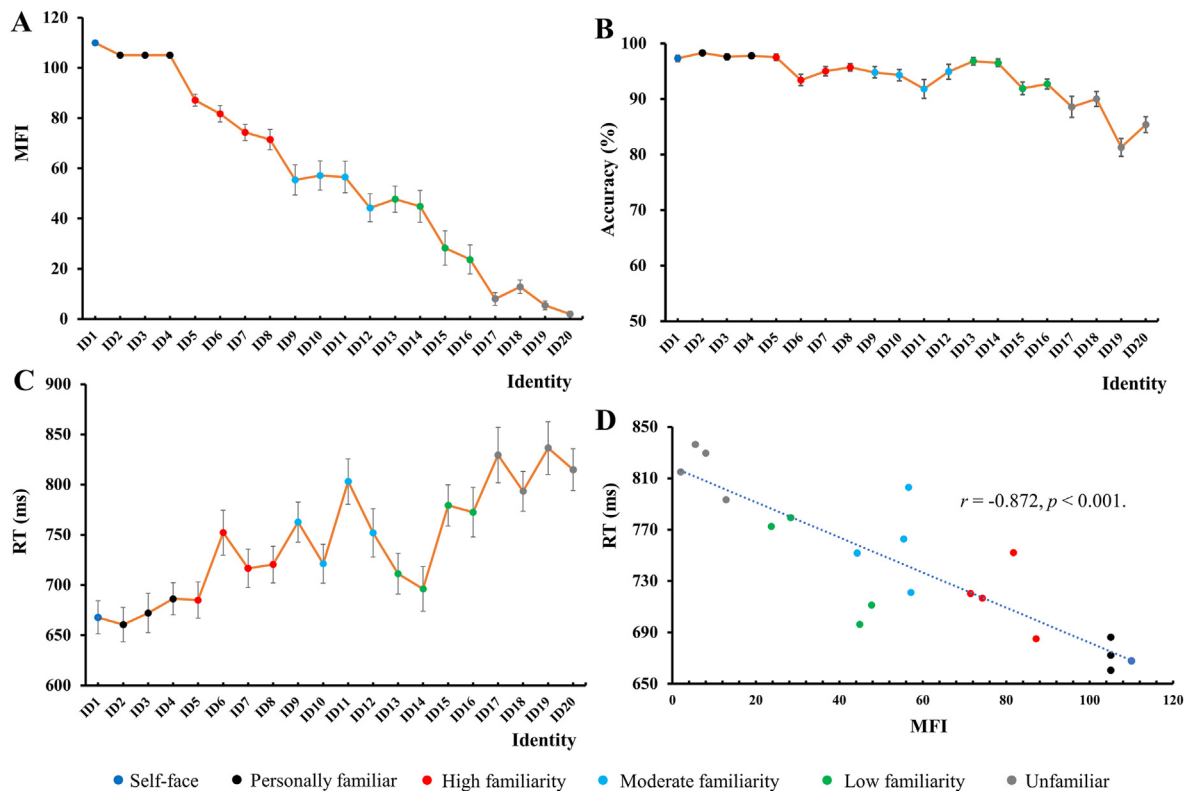 A
MFI
120
100
80
60
40
20
0
ID1 ID2 ID3 ID4 ID5 ID6 ID7 ID8 ID9 ID10 ID11 ID12 ID13 ID14 ID15 ID16 ID17 ID18 ID19 ID20
Identity
B
Accuracy (%)
100
90
80
70
60
50
ID1 ID2 ID3 ID4 ID5 ID6 ID7 ID8 ID9 ID10 ID11 ID12 ID13 ID14 ID15 ID16 ID17 ID18 ID19 ID20
Identity
C
RT (ms)
900
850
800
750
700
650
600
ID1 ID2 ID3 ID4 ID5 ID6 ID7 ID8 ID9 ID10 ID11 ID12 ID13 ID14 ID15 ID16 ID17 ID18 ID19 ID20
Identity
D
RT (ms)
850
810
770
730
690
650
r = -0.872, p < 0.001.
0 20 40 60 80 100 120
MFI
Self-face Personally familiar High familiarity Moderate familiarity Low familiarity Unfamiliar